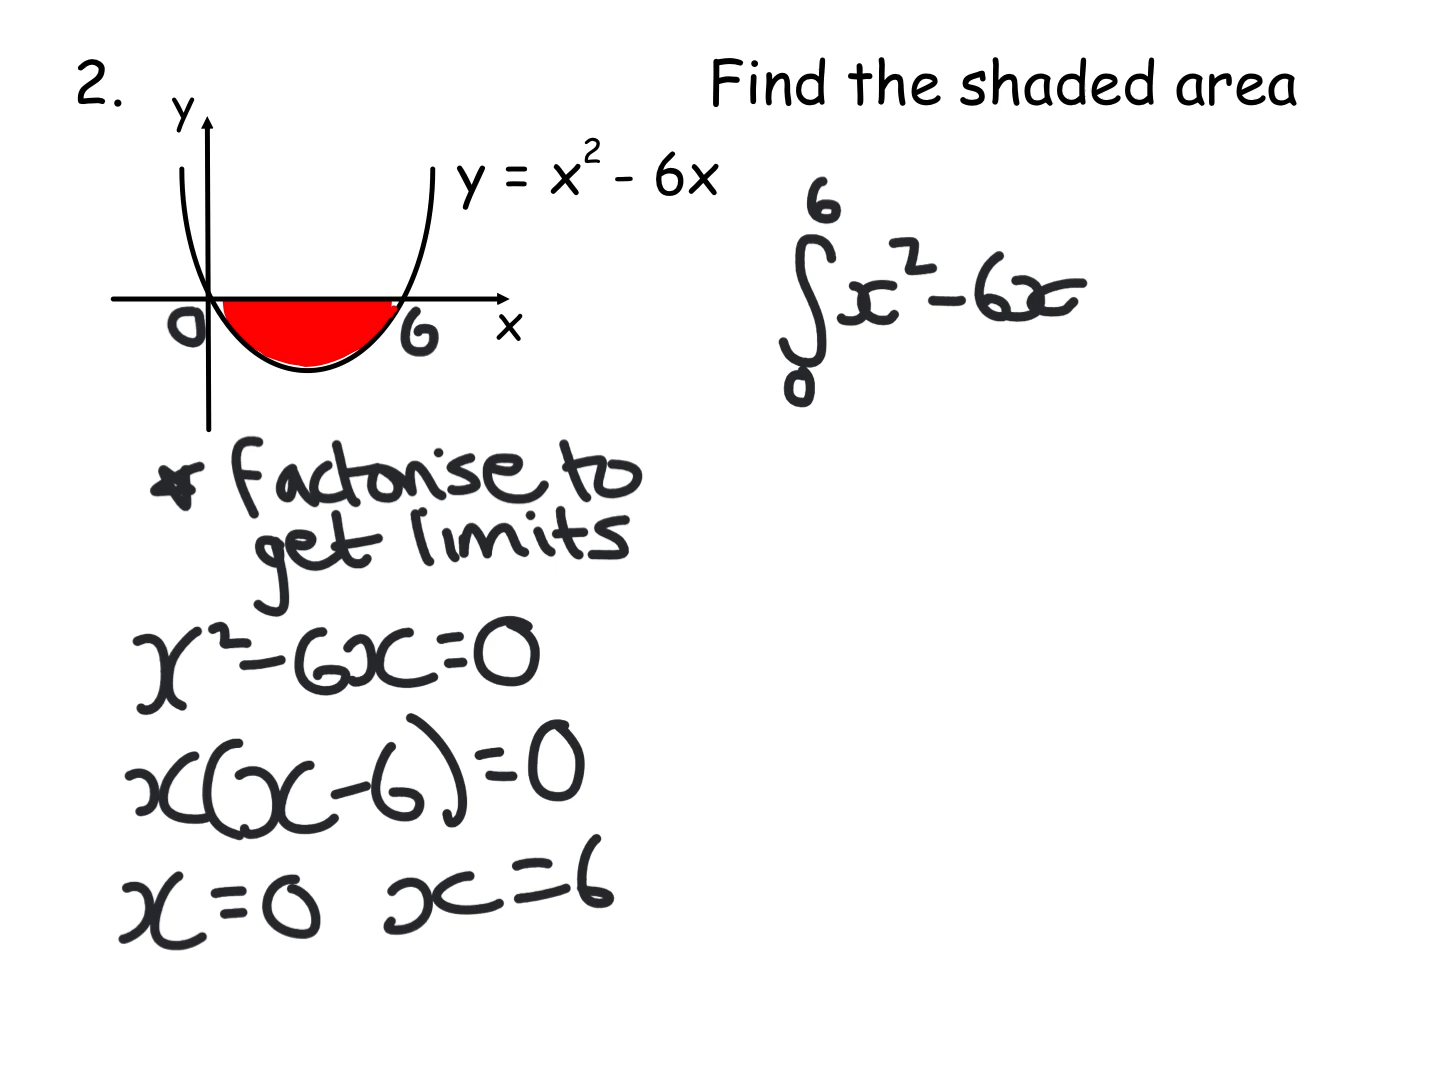 2.
Find the shaded area
y
y = x² - 6x
0
6
x
6
∫ x² - 6x
0
* factorise to
get limits
x² - 6x = 0
x(x - 6) = 0
x = 0 x = 6